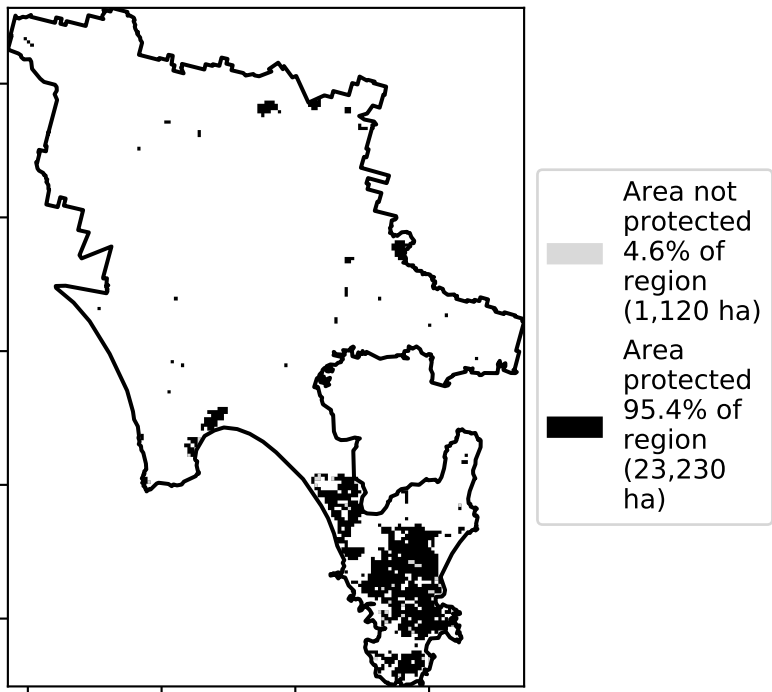 Area not
protected
4.6% of
region
(1,120 ha)
Area
protected
95.4% of
region
(23,230
ha)